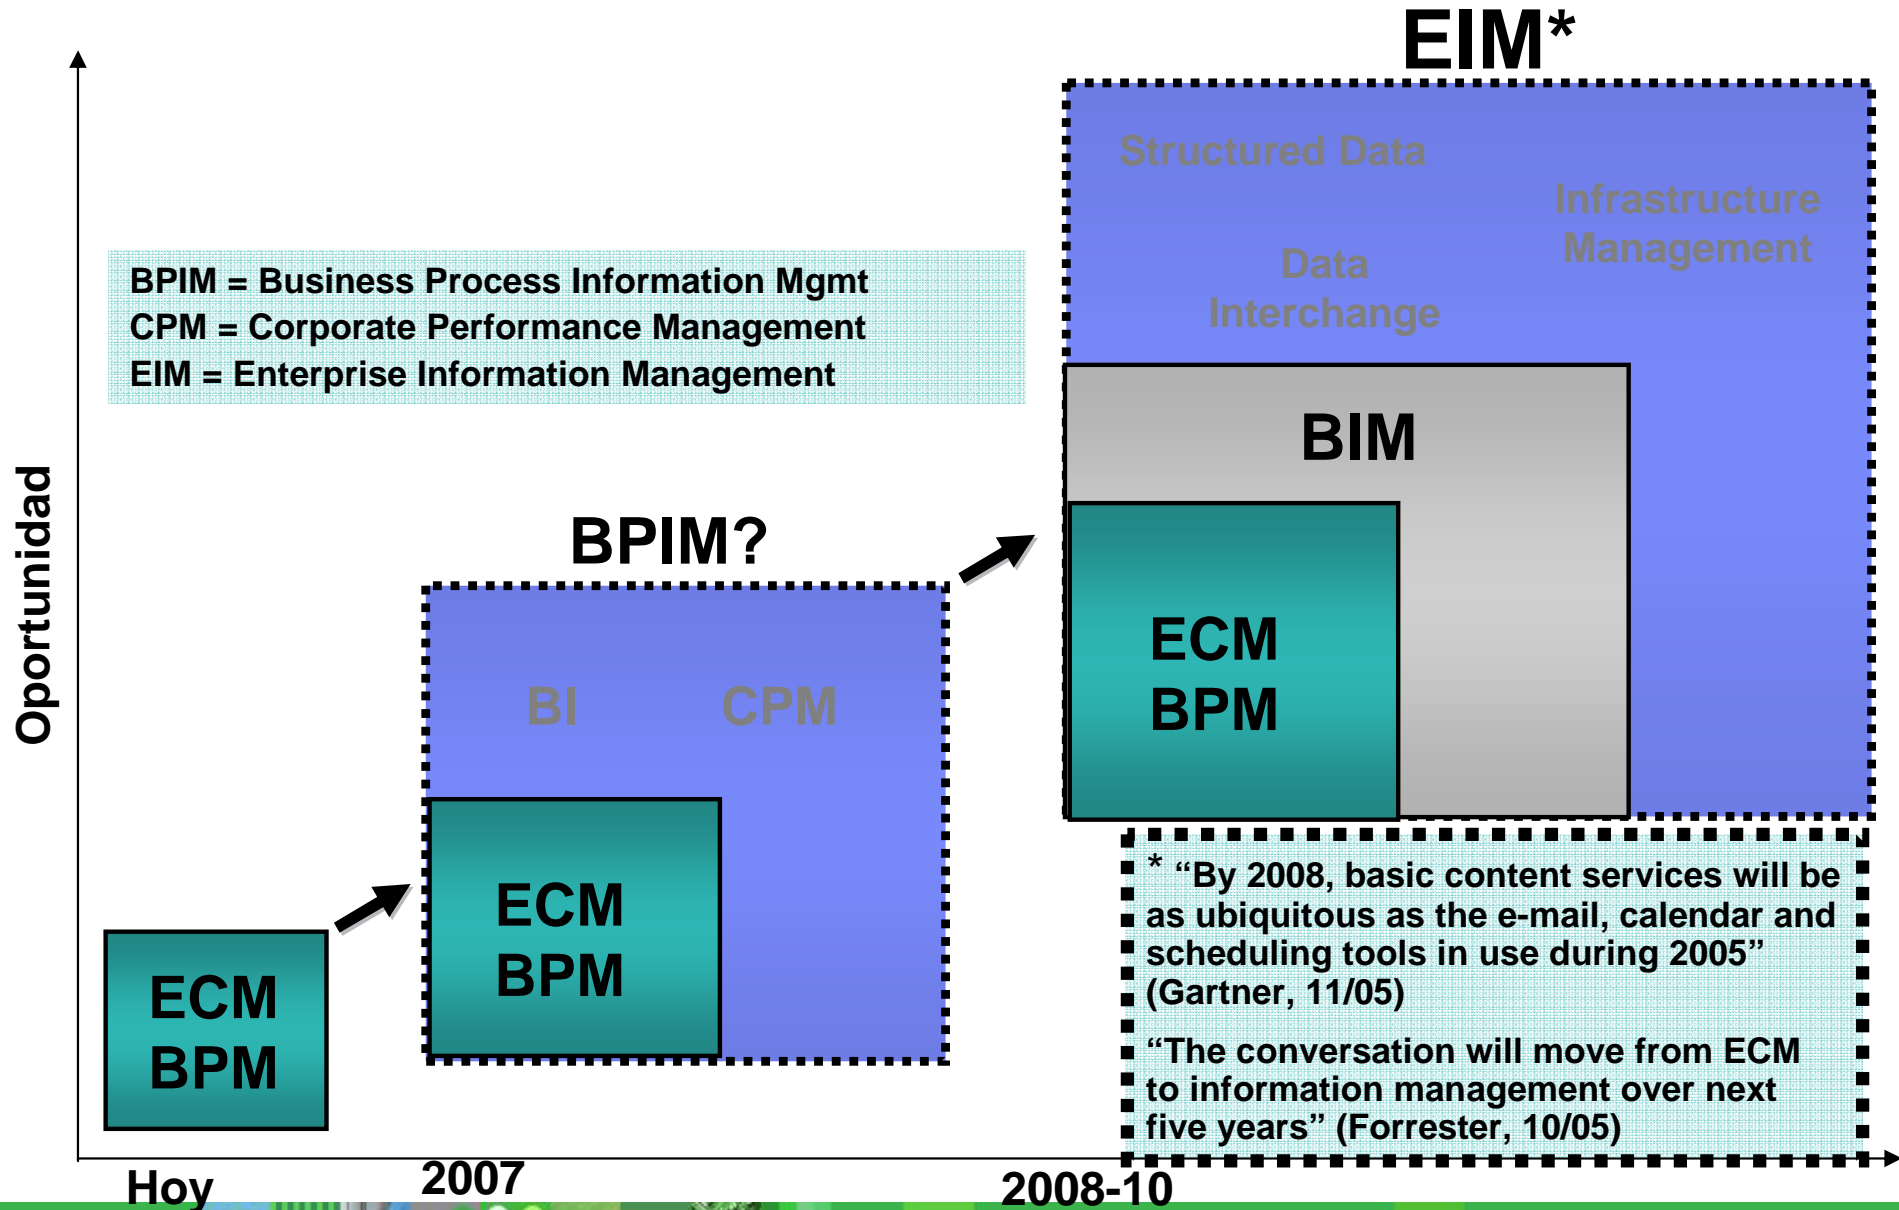 EIM*
Structured Data
Infrastructure
Management
Data
Interchange
BPIM = Business Process Information Mgmt
CPM = Corporate Performance Management
EIM = Enterprise Information Management
BIM
Oportunidad
BPIM?
ECM
BPM
BI CPM
ECM
BPM
ECM
BPM
* “By 2008, basic content services will be
as ubiquitous as the e-mail, calendar and
scheduling tools in use during 2005”
(Gartner, 11/05)
“The conversation will move from ECM
to information management over next
five years” (Forrester, 10/05)
Hoy
2007
2008-10